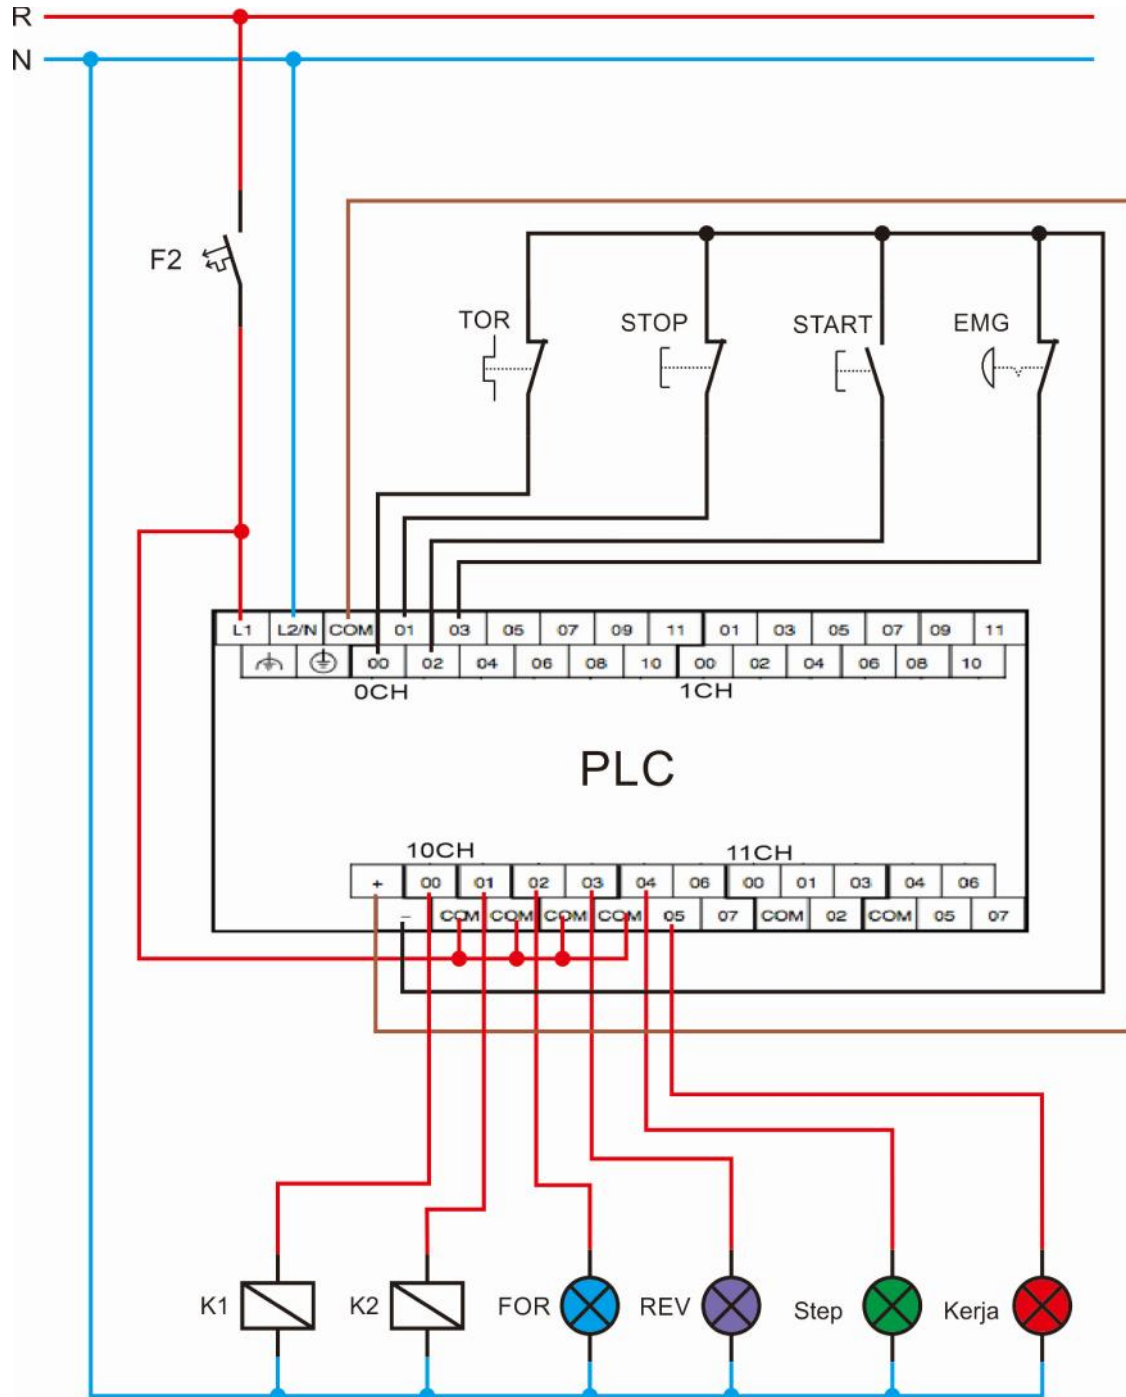 R
N
F2
TOR STOP START EMG
L1 L2/N COM 01 03 05 07 09 11 01 03 05 07 09 11
00 02 04 06 08 10 00 02 04 06 08 10
0CH 1CH
PLC
10CH 11CH
+ 00 01 02 03 04 06 00 01 03 04 06
− COM COM COM COM 05 07 COM 02 COM 05 07
K1 K2 FOR REV Step Kerja